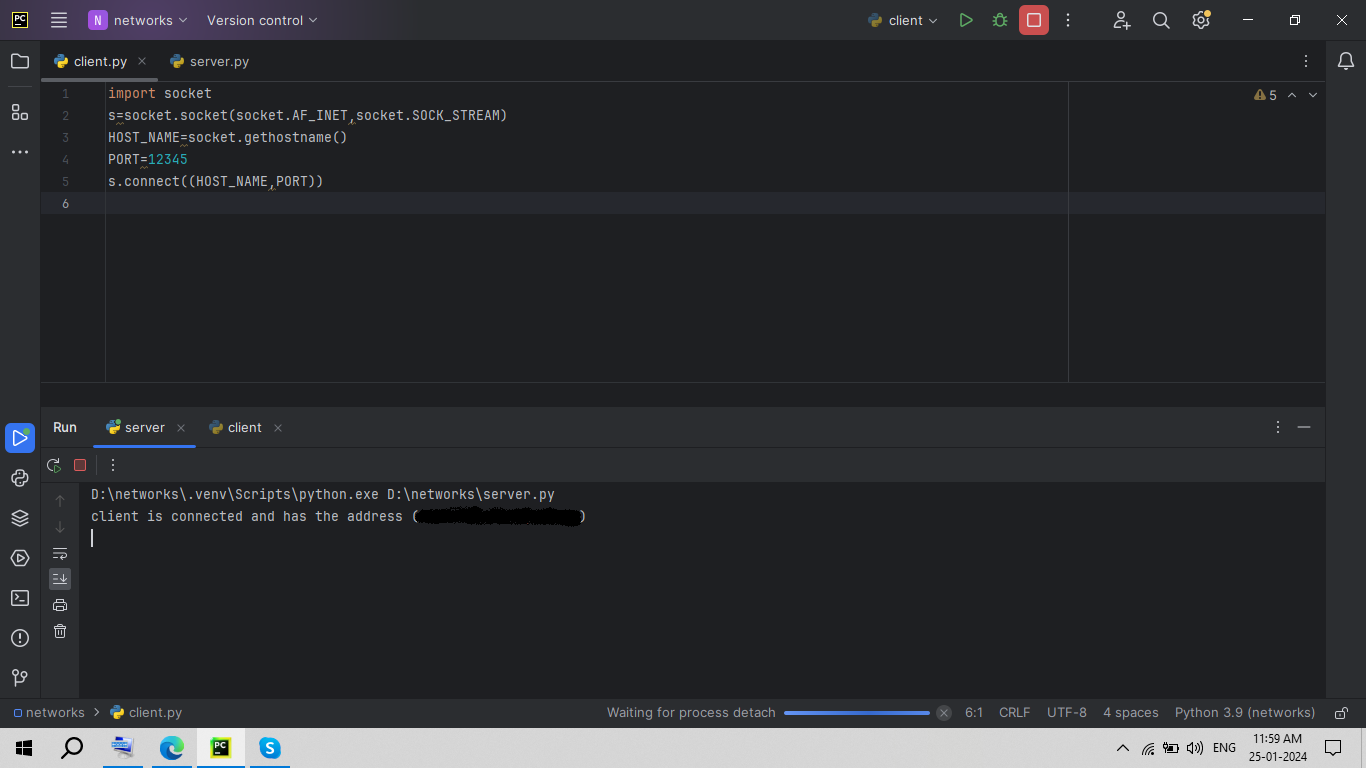 PC N networks Version control client
client.py server.py
1 import socket 5
2 s=socket.socket(socket.AF_INET,socket.SOCK_STREAM)
3 HOST_NAME=socket.gethostname()
4 PORT=12345
5 s.connect((HOST_NAME,PORT))
6
Run server client
D:\networks\.venv\Scripts\python.exe D:\networks\server.py
client is connected and has the address ( )
networks > client.py Waiting for process detach 6:1 CRLF UTF-8 4 spaces Python 3.9 (networks)
PC S ENG 11:59 AM
25-01-2024